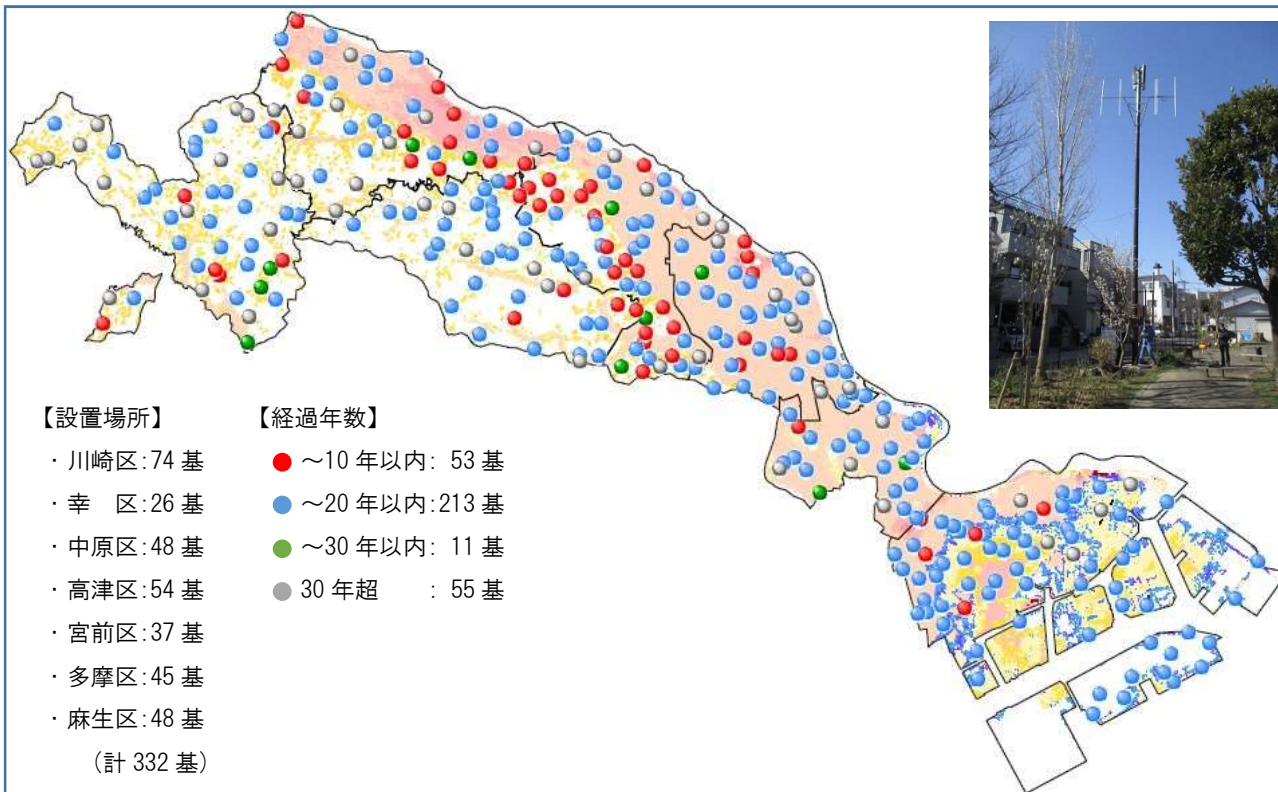 【設置場所】
・川崎区:74 基
・幸　区:26 基
・中原区:48 基
・高津区:54 基
・宮前区:37 基
・多摩区:45 基
・麻生区:48 基
（計 332 基）
【経過年数】
～10 年以内: 53 基
～20 年以内:213 基
～30 年以内: 11 基
30 年超　　: 55 基